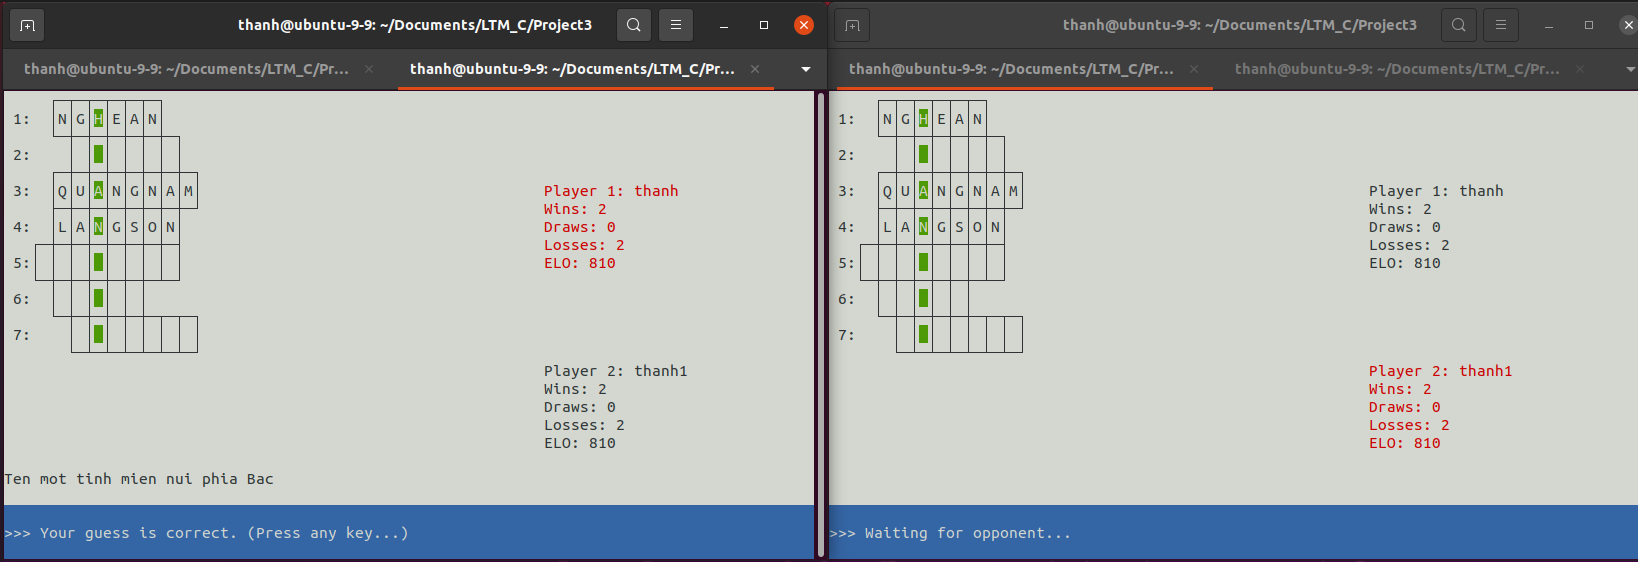 thanh@ubuntu-9-9: ~/Documents/LTM_C/Project3
thanh@ubuntu-9-9: ~/Documents/LTM_C/Pr...
thanh@ubuntu-9-9: ~/Documents/LTM_C/Pr...
1: N G H E A N
2:
3: Q U A N G N A M
4: L A N G S O N
5:
6:
7:
Player 1: thanh
Wins: 2
Draws: 0
Losses: 2
ELO: 810
Player 2: thanh1
Wins: 2
Draws: 0
Losses: 2
ELO: 810
Ten mot tinh mien nui phia Bac
>>> Your guess is correct. (Press any key...)
thanh@ubuntu-9-9: ~/Documents/LTM_C/Project3
thanh@ubuntu-9-9: ~/Documents/LTM_C/Pr...
thanh@ubuntu-9-9: ~/Documents/LTM_C/Pr...
1: N G H E A N
2:
3: Q U A N G N A M
4: L A N G S O N
5:
6:
7:
Player 1: thanh
Wins: 2
Draws: 0
Losses: 2
ELO: 810
Player 2: thanh1
Wins: 2
Draws: 0
Losses: 2
ELO: 810
>>> Waiting for opponent...